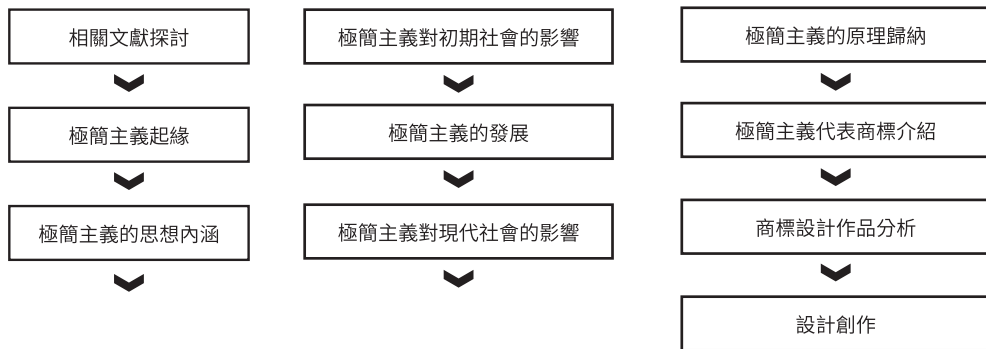 相關文獻探討
極簡主義起緣
極簡主義的思想內涵
極簡主義對初期社會的影響
極簡主義的發展
極簡主義對現代社會的影響
極簡主義的原理歸納
極簡主義代表商標介紹
商標設計作品分析
設計創作